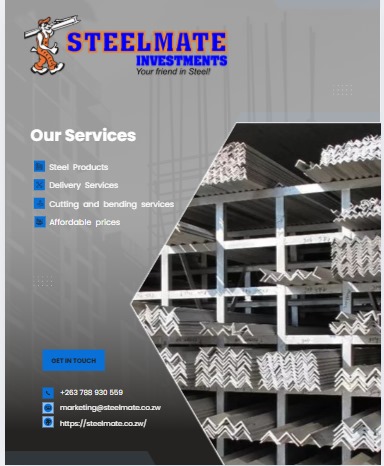 STEELMATE
INVESTMENTS
Your friend in Steel!
Our Services
Steel Products
Delivery Services
Cutting and bending services
Affordable prices
GET IN TOUCH
+263 788 930 559
marketing@steelmate.co.zw
https://steelmate.co.zw/